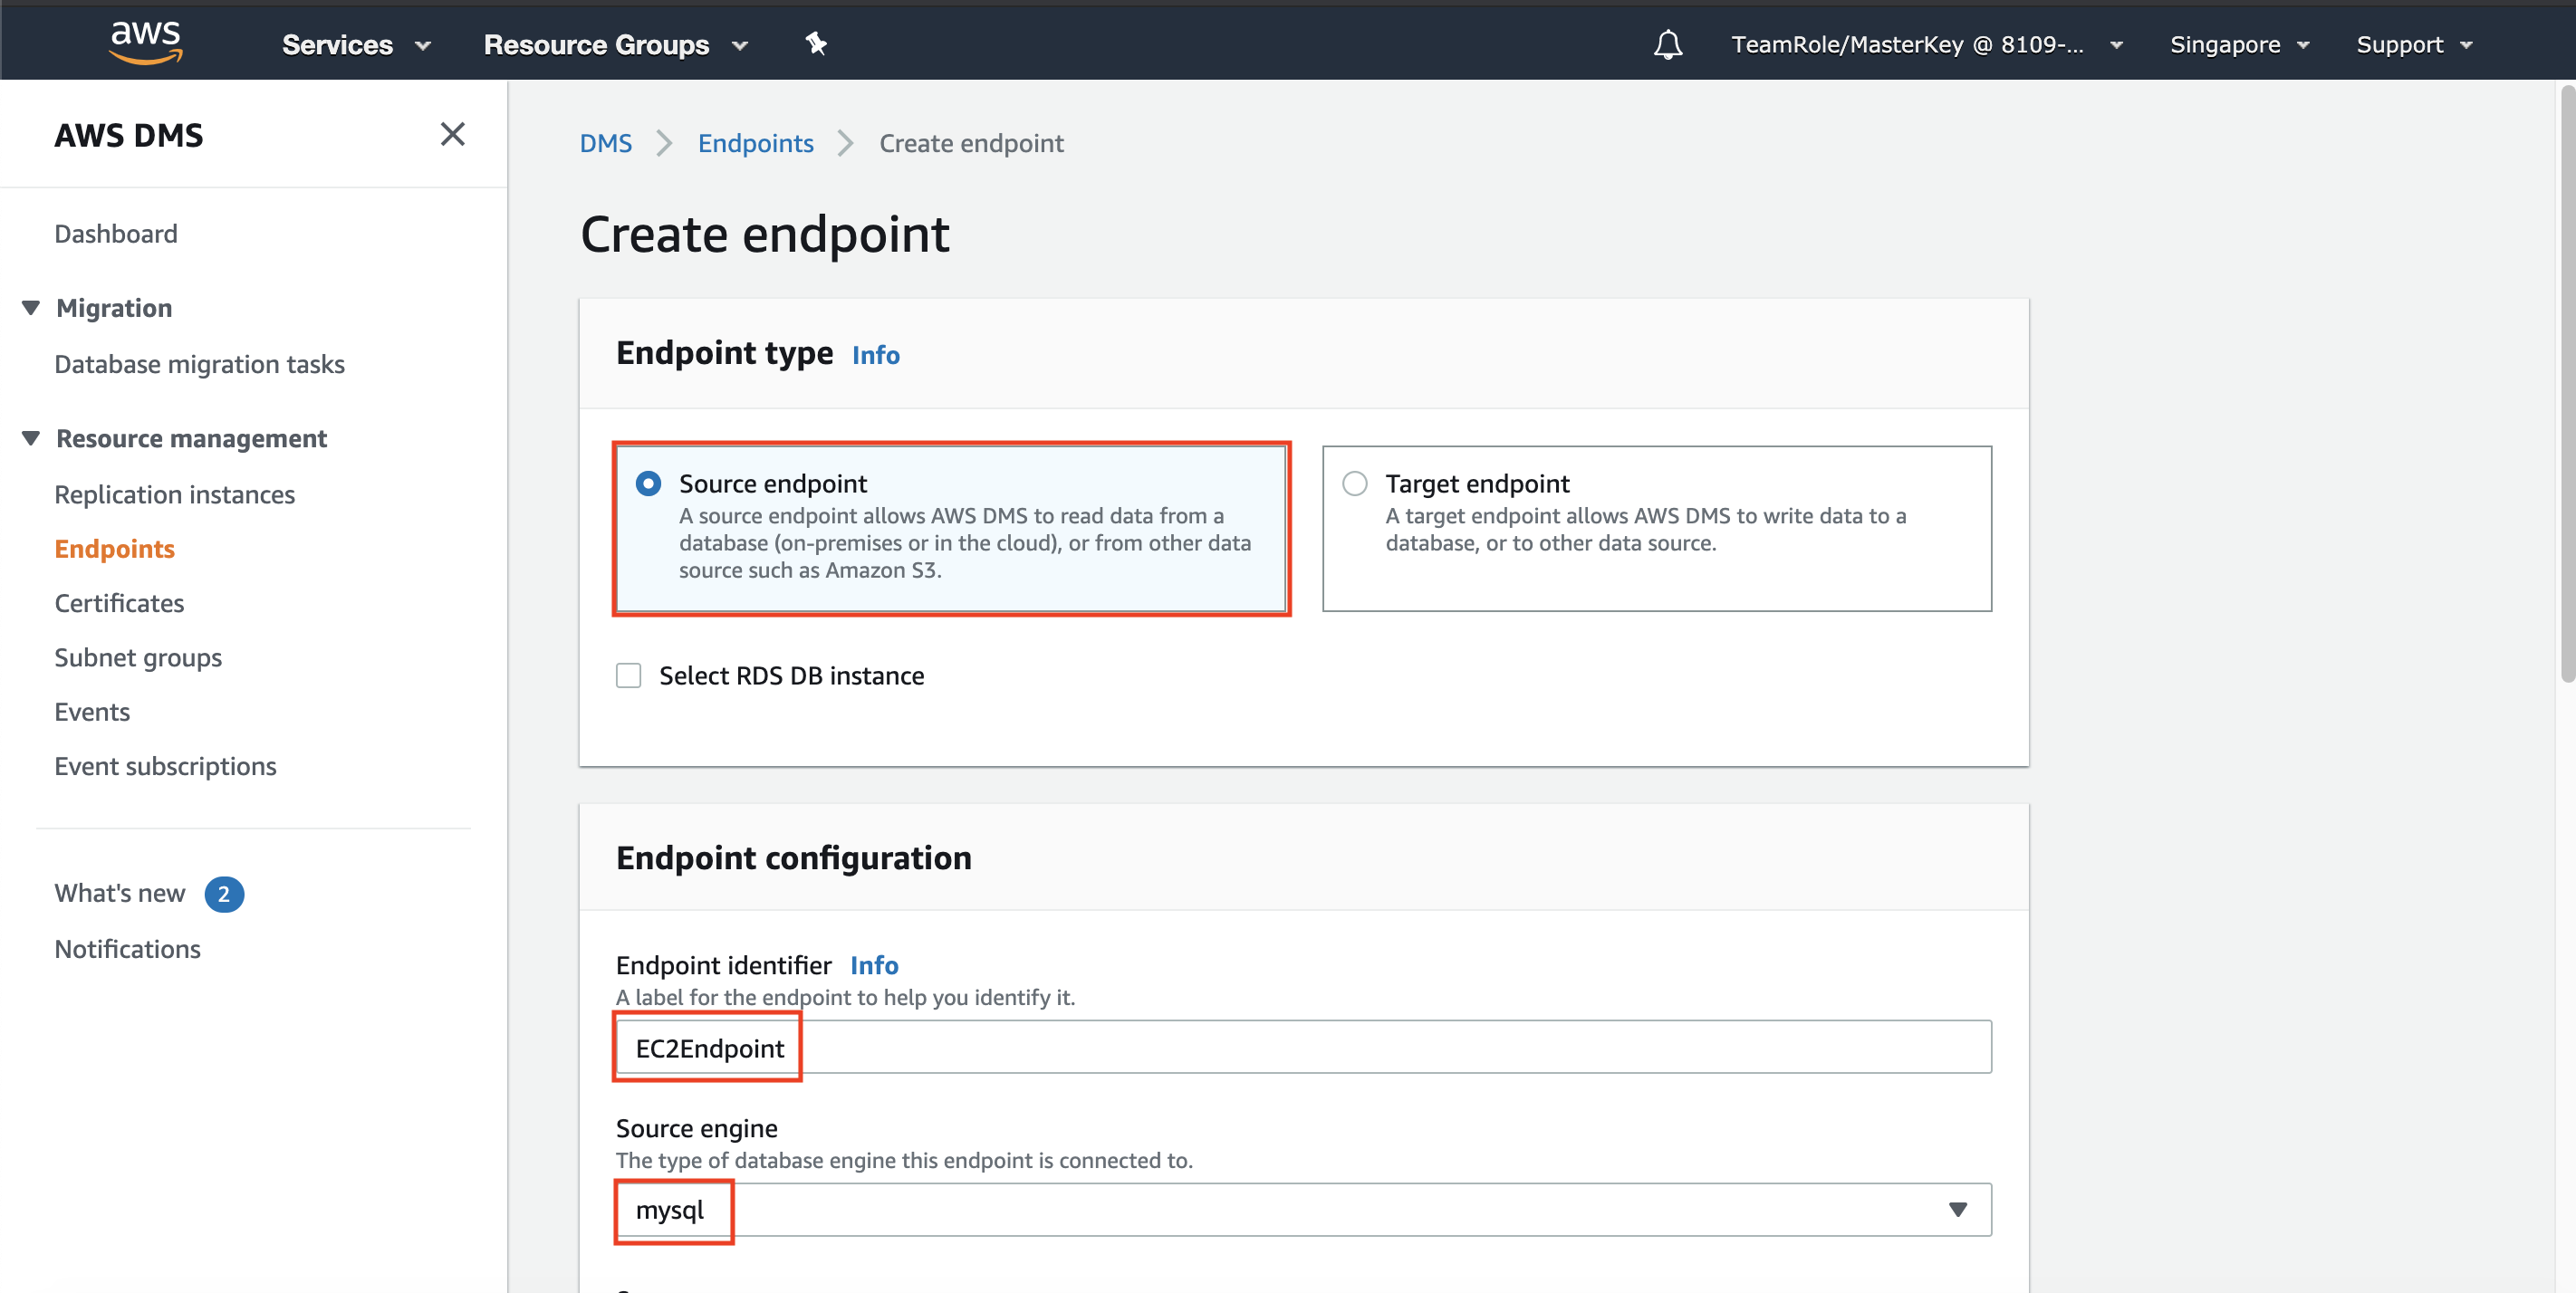 aws
Services
Resource Groups
TeamRole/MasterKey @ 8109-...
Singapore
Support
AWS DMS
Dashboard
Migration
Database migration tasks
Resource management
Replication instances
Endpoints
Certificates
Subnet groups
Events
Event subscriptions
What's new 2
Notifications
DMS
Endpoints
Create endpoint
Create endpoint
Endpoint type Info
Source endpoint
A source endpoint allows AWS DMS to read data from a
database (on-premises or in the cloud), or from other data
source such as Amazon S3.
Target endpoint
A target endpoint allows AWS DMS to write data to a
database, or to other data source.
Select RDS DB instance
Endpoint configuration
Endpoint identifier Info
A label for the endpoint to help you identify it.
EC2Endpoint
Source engine
The type of database engine this endpoint is connected to.
mysql